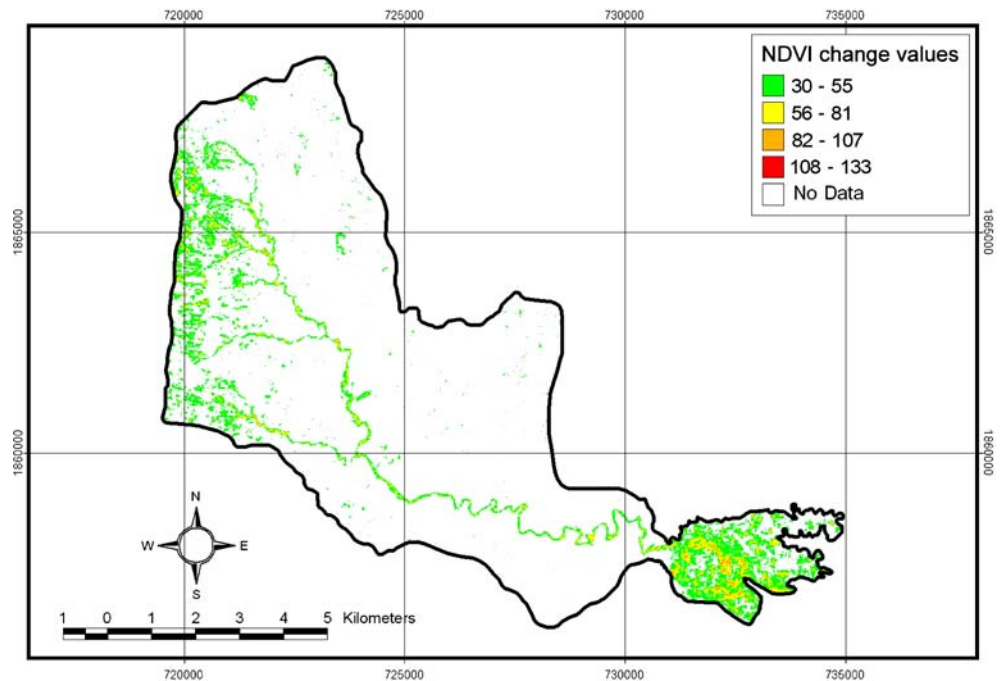 720000 725000 730000 735000
NDVI change values
30 - 55
56 - 81
82 - 107
108 - 133
No Data
1865000 1865000
1860000 1860000
N
W E
S
1 0 1 2 3 4 5 Kilometers
720000 725000 730000 735000